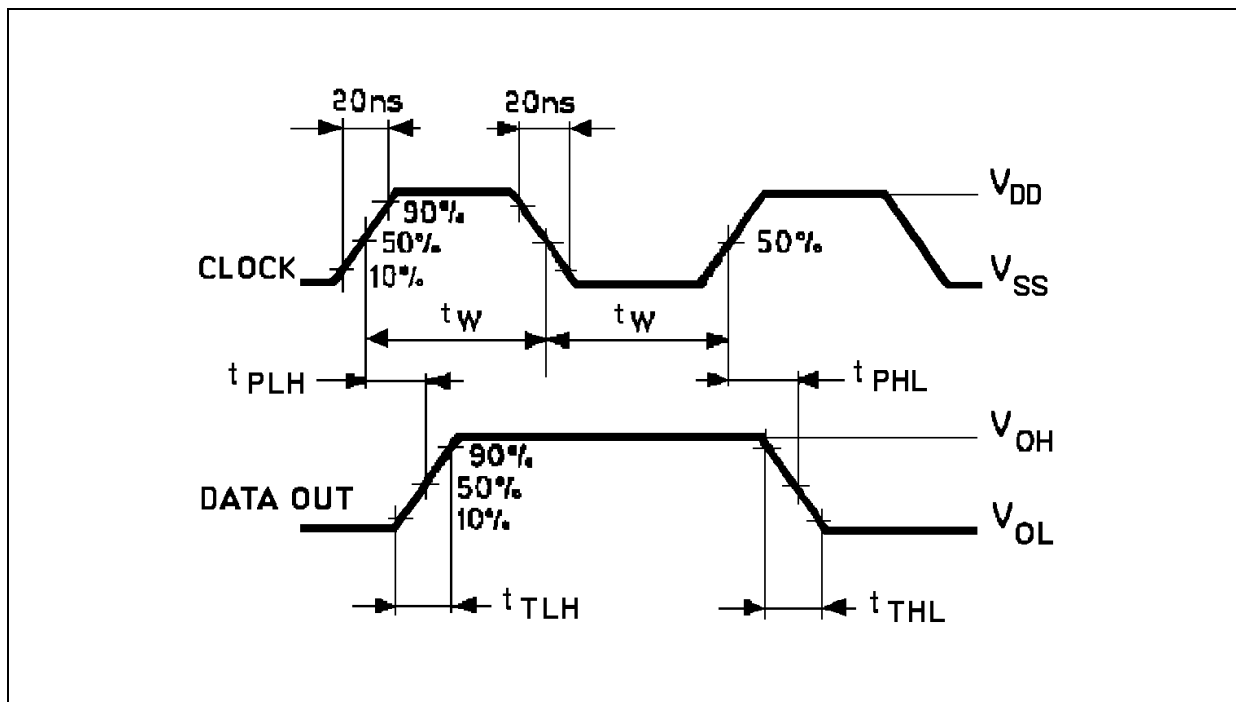 20ns 20ns
V_DD
90%
50% 50%
CLOCK 10% V_SS
t_W t_W
t_PLH t_PHL
V_OH
90%
50%
DATA OUT 10% V_OL
t_TLH t_THL